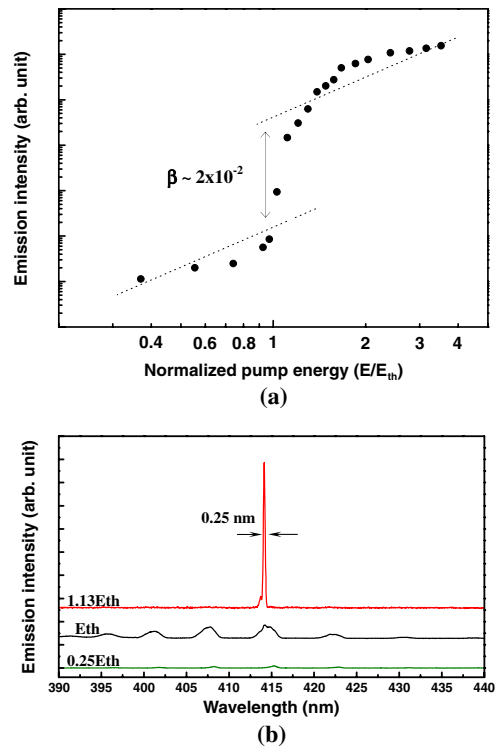 Emission intensity (arb. unit)
β ~ 2x10⁻²
0.4 0.6 0.8 1 2 3 4
Normalized pump energy (E/Eth)
(a)
Emission intensity (arb. unit)
0.25 nm
1.13Eth
Eth
0.25Eth
390 395 400 405 410 415 420 425 430 435 440
Wavelength (nm)
(b)